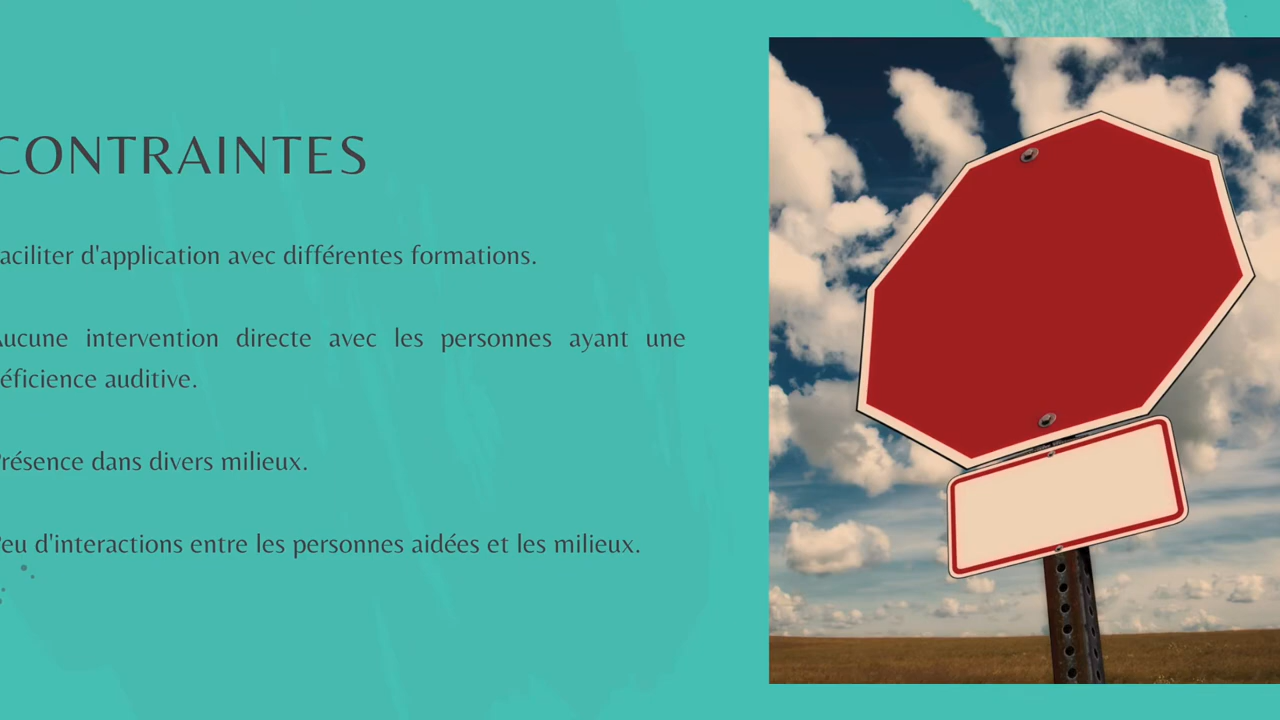 CONTRAINTES
aciliter d'application avec différentes formations.
Aucune intervention directe avec les personnes ayant une
éficience auditive.
Présence dans divers milieux.
Peu d'interactions entre les personnes aidées et les milieux.